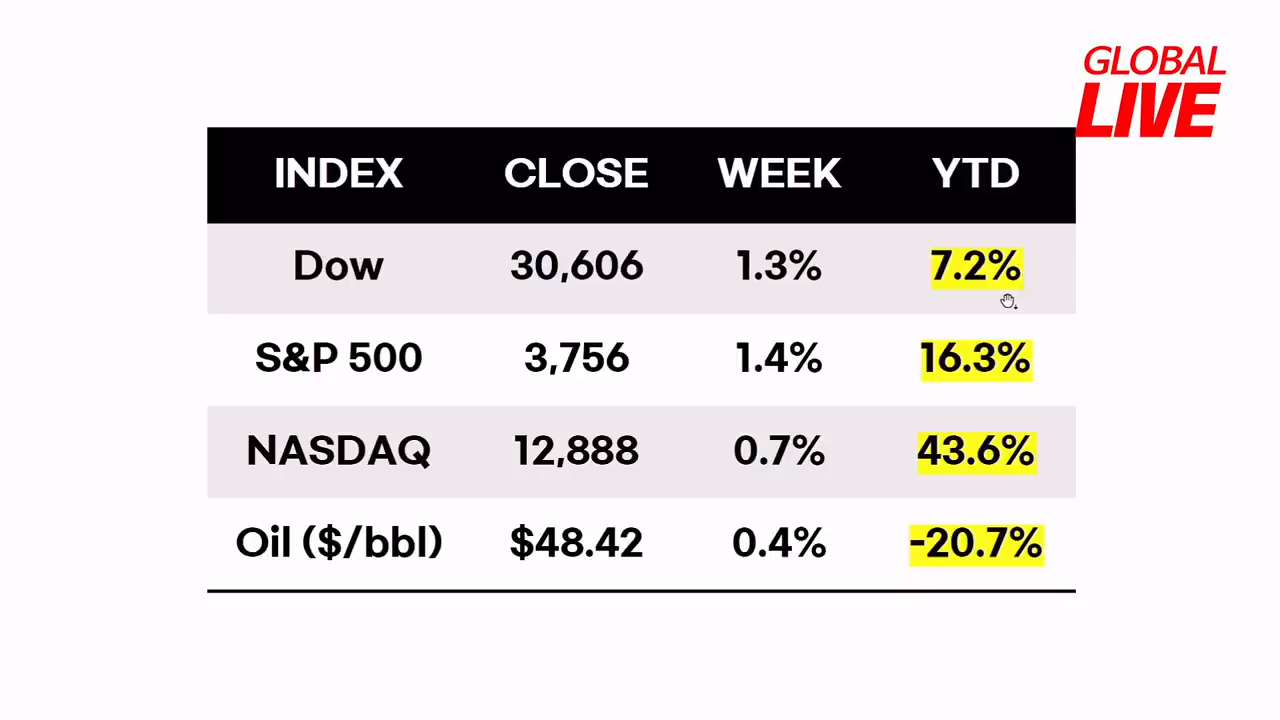 GLOBAL
LIVE
INDEX CLOSE WEEK YTD
Dow 30,606 1.3% 7.2%
S&P 500 3,756 1.4% 16.3%
NASDAQ 12,888 0.7% 43.6%
Oil ($/bbl) $48.42 0.4% -20.7%